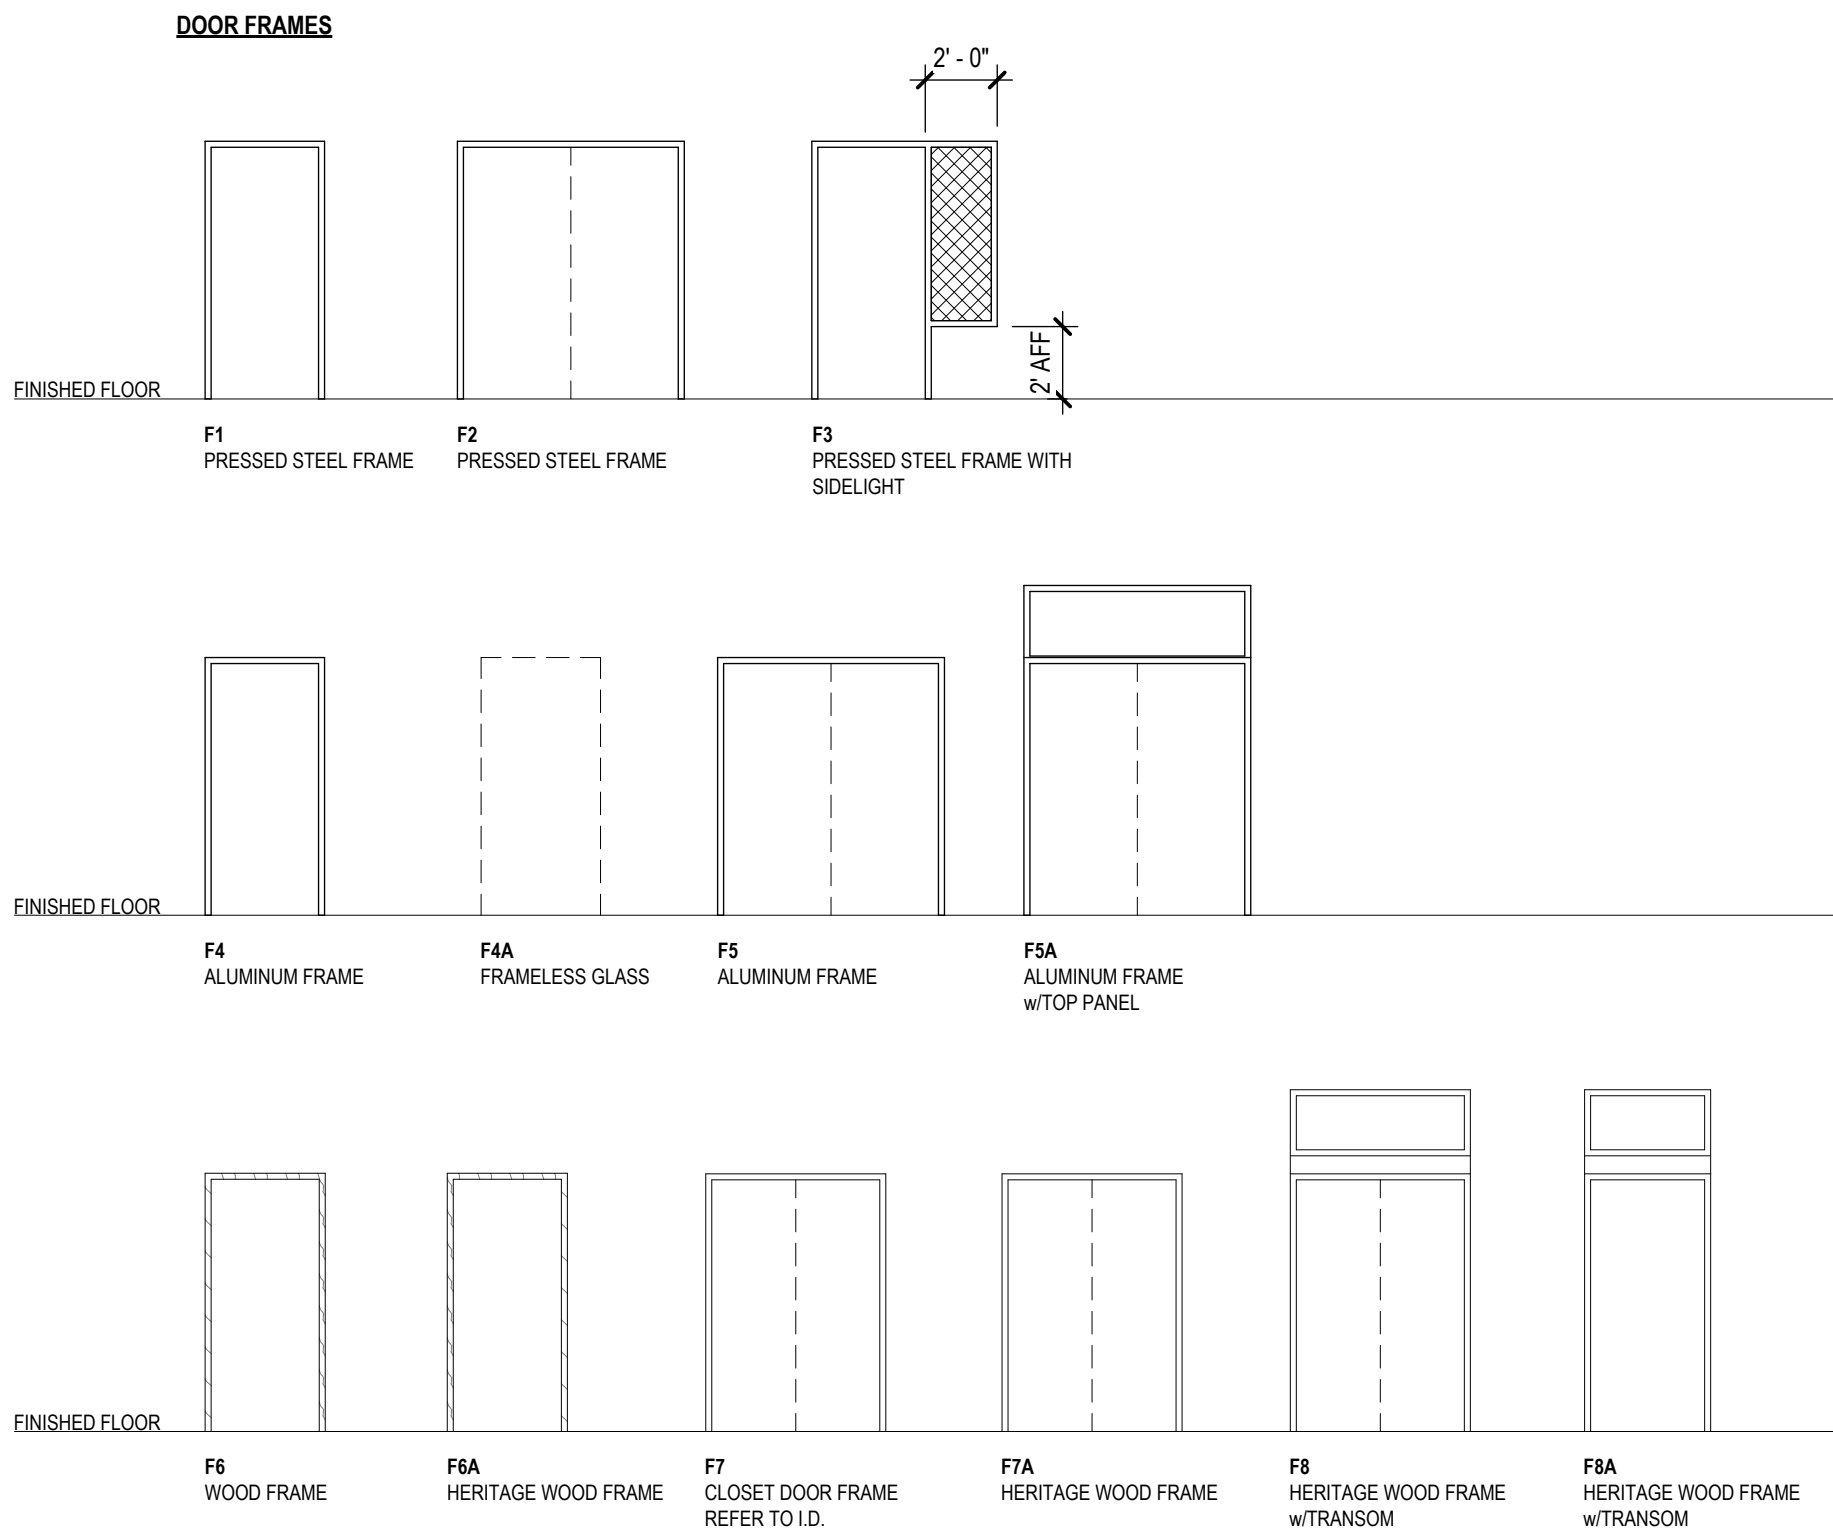 DOOR FRAMES
2' - 0"
2' AFF
FINISHED FLOOR
F1
PRESSED STEEL FRAME
F2
PRESSED STEEL FRAME
F3
PRESSED STEEL FRAME WITH
SIDELIGHT
FINISHED FLOOR
F4
ALUMINUM FRAME
F4A
FRAMELESS GLASS
F5
ALUMINUM FRAME
F5A
ALUMINUM FRAME
w/TOP PANEL
FINISHED FLOOR
F6
WOOD FRAME
F6A
HERITAGE WOOD FRAME
F7
CLOSET DOOR FRAME
REFER TO I.D.
F7A
HERITAGE WOOD FRAME
F8
HERITAGE WOOD FRAME
w/TRANSOM
F8A
HERITAGE WOOD FRAME
w/TRANSOM